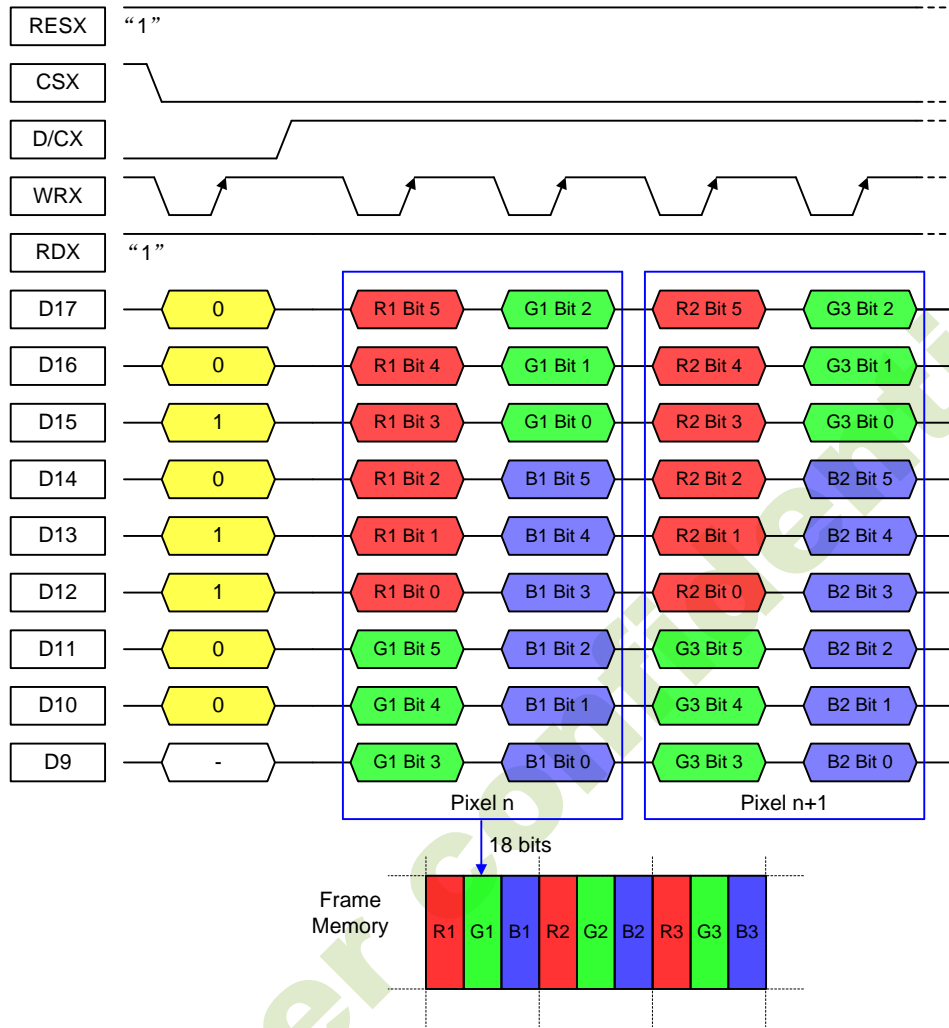 RESX “1”
CSX
D/CX
WRX
RDX “1”
D17 0 R1 Bit 5 G1 Bit 2 R2 Bit 5 G3 Bit 2
D16 0 R1 Bit 4 G1 Bit 1 R2 Bit 4 G3 Bit 1
D15 1 R1 Bit 3 G1 Bit 0 R2 Bit 3 G3 Bit 0
D14 0 R1 Bit 2 B1 Bit 5 R2 Bit 2 B2 Bit 5
D13 1 R1 Bit 1 B1 Bit 4 R2 Bit 1 B2 Bit 4
D12 1 R1 Bit 0 B1 Bit 3 R2 Bit 0 B2 Bit 3
D11 0 G1 Bit 5 B1 Bit 2 G3 Bit 5 B2 Bit 2
D10 0 G1 Bit 4 B1 Bit 1 G3 Bit 4 B2 Bit 1
D9 - G1 Bit 3 B1 Bit 0 G3 Bit 3 B2 Bit 0
Pixel n Pixel n+1
18 bits
Frame
Memory
R1 G1 B1 R2 G2 B2 R3 G3 B3
er confidenti